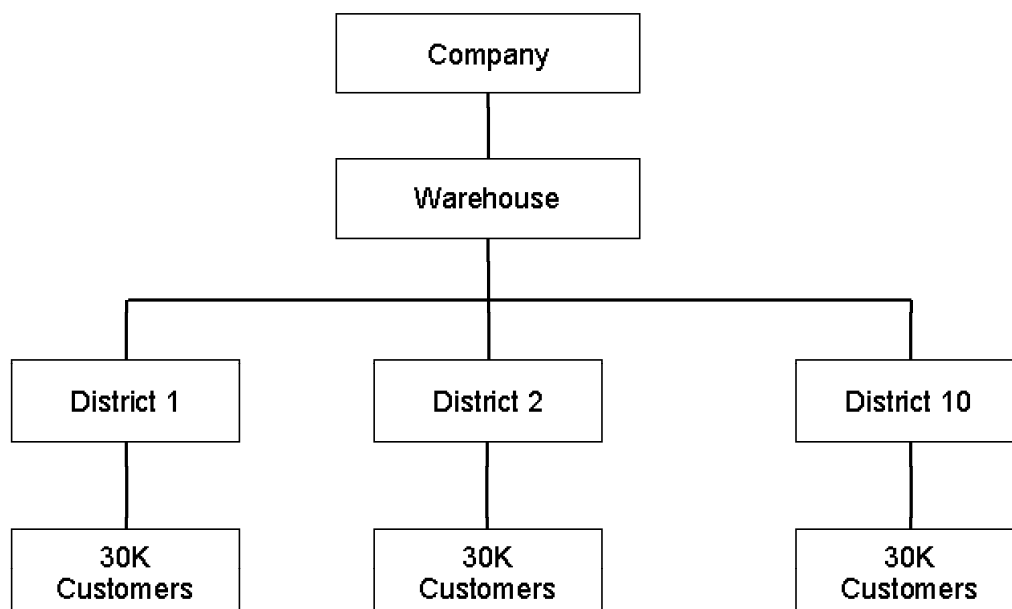 Company
Warehouse
District 1
District 2
District 10
30K
Customers
30K
Customers
30K
Customers